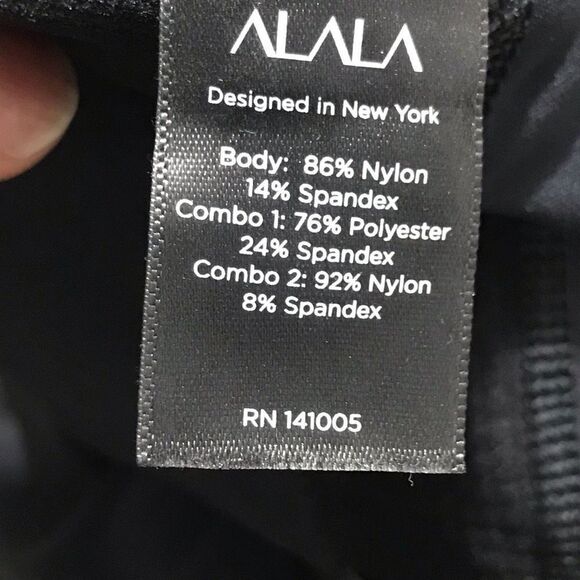 ALALA
Designed in New York
Body: 86% Nylon
14% Spandex
Combo 1: 76% Polyester
24% Spandex
Combo 2: 92% Nylon
8% Spandex
RN 141005